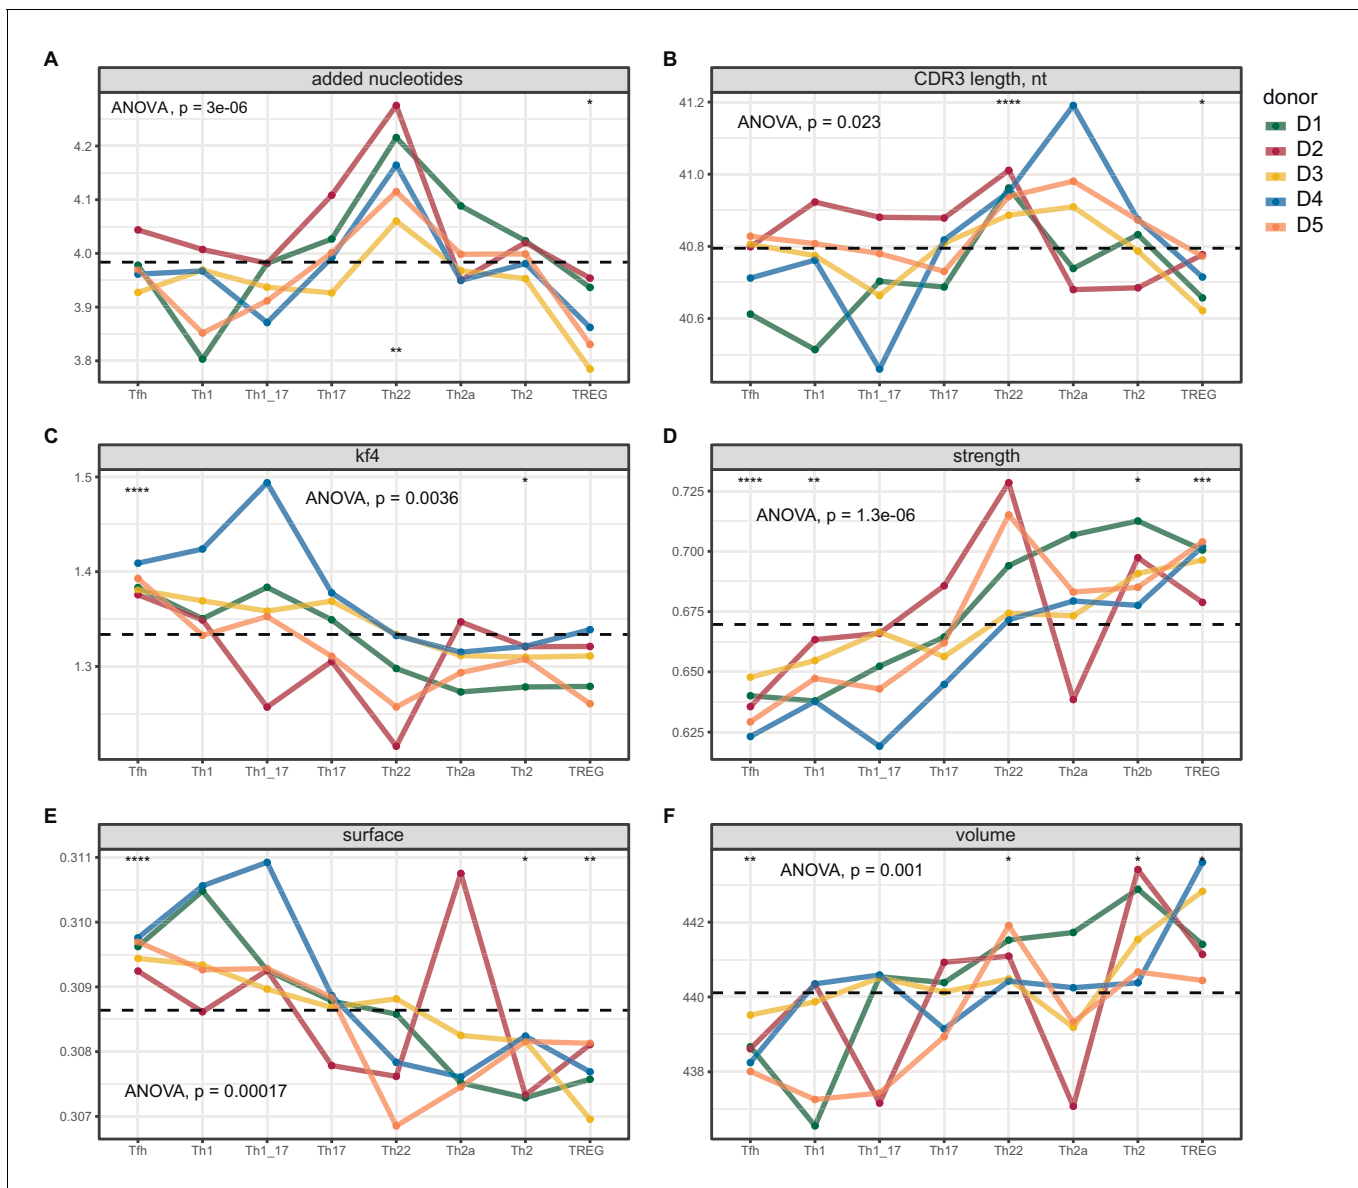 A
added nucleotides
ANOVA, p = 3e-06
*
**
4.2
4.1
4.0
3.9
3.8
Tfh Th1 Th1_17 Th17 Th22 Th2a Th2 TREG
B
CDR3 length, nt
ANOVA, p = 0.023
**** *
41.2
41.0
40.8
40.6
Tfh Th1 Th1_17 Th17 Th22 Th2a Th2 TREG
donor
D1
D2
D3
D4
D5
C
kf4
**** *
ANOVA, p = 0.0036
1.5
1.4
1.3
Tfh Th1 Th1_17 Th17 Th22 Th2a Th2 TREG
D
strength
**** ** * ***
ANOVA, p = 1.3e-06
0.725
0.700
0.675
0.650
0.625
Tfh Th1 Th1_17 Th17 Th22 Th2a Th2b TREG
E
surface
**** * **
ANOVA, p = 0.00017
0.311
0.310
0.309
0.308
0.307
Tfh Th1 Th1_17 Th17 Th22 Th2a Th2 TREG
F
volume
** * * *
ANOVA, p = 0.001
442
440
438
Tfh Th1 Th1_17 Th17 Th22 Th2a Th2 TREG